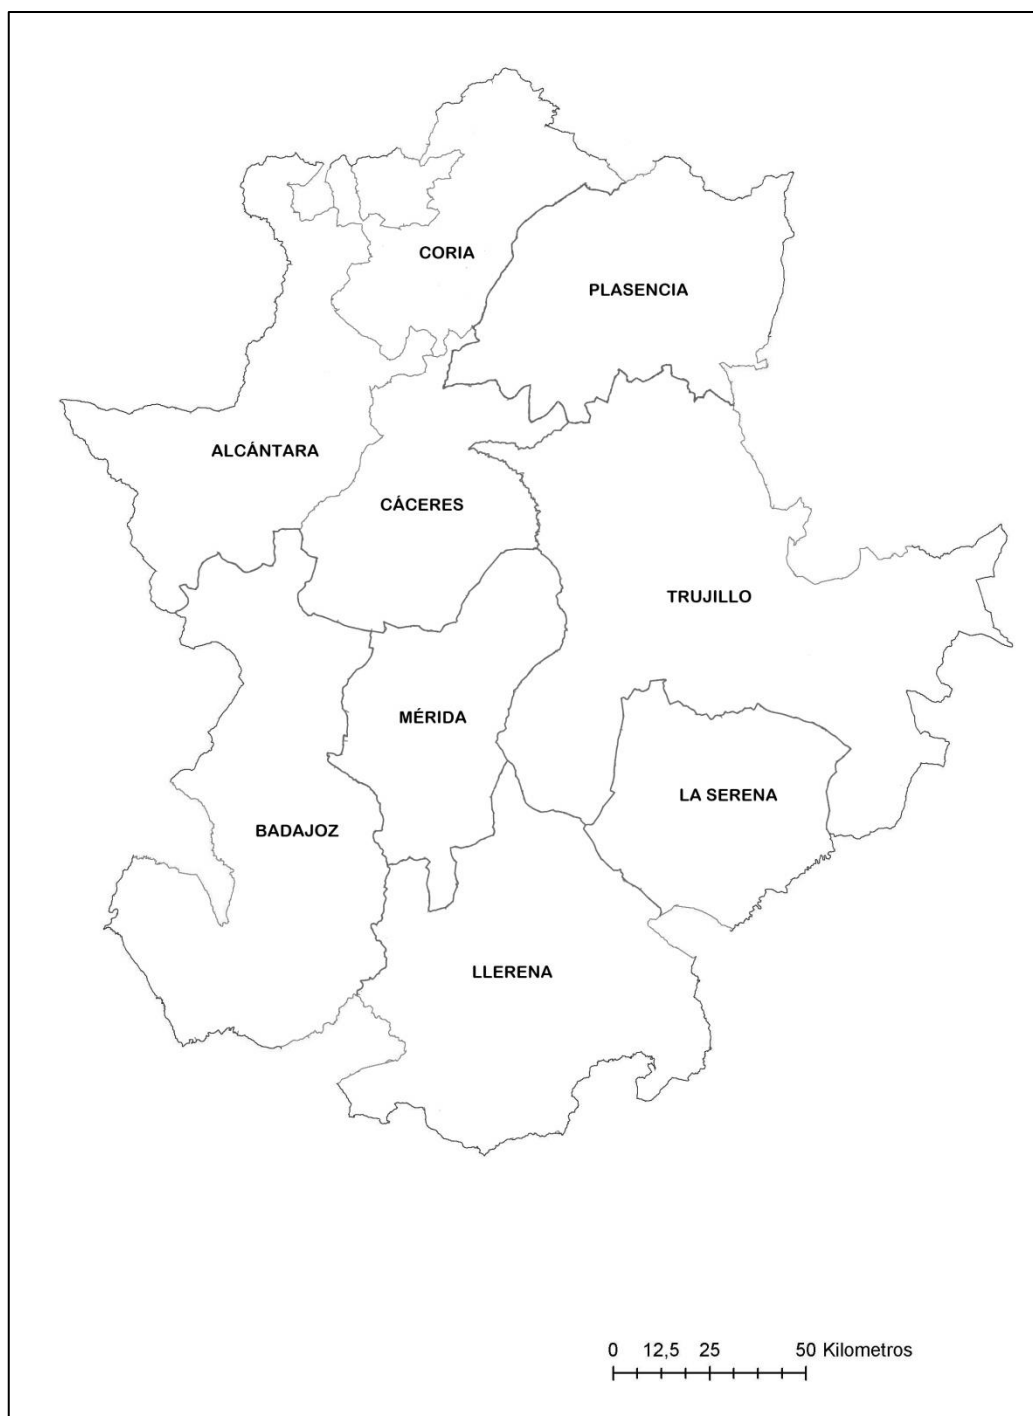 CORIA
PLASENCIA
ALCÁNTARA
CÁCERES
TRUJILLO
MÉRIDA
LA SERENA
BADAJOZ
LLERENA
0 12,5 25 50 Kilometros